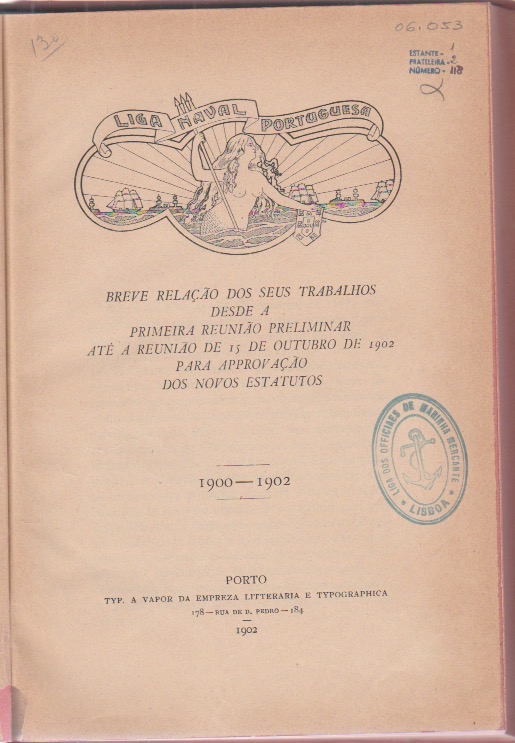 13
06.053
ESTANTE - 1
PRATELEIRA - 2
NÚMERO - 118
LIGA NAVAL PORTUGUESA
BREVE RELAÇÃO DOS SEUS TRABALHOS
DESDE A
PRIMEIRA REUNIÃO PRELIMINAR
ATÉ A REUNIÃO DE 15 DE OUTUBRO DE 1902
PARA APPROVAÇÃO
DOS NOVOS ESTATUTOS
LIGA DOS OFFICIAES DE MARINHA MERCANTE
• LISBOA •
1900 — 1902
PORTO
TYP. A VAPOR DA EMPREZA LITTERARIA E TYPOGRAPHICA
178 — RUA DE D. PEDRO — 184
1902